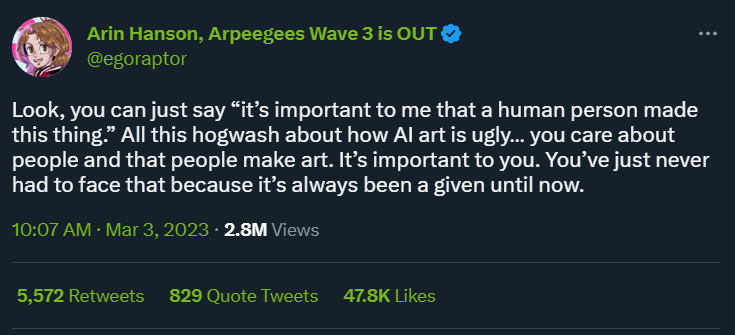 Arin Hanson, Arpeegees Wave 3 is OUT
@egoraptor
Look, you can just say “it’s important to me that a human person made
this thing.” All this hogwash about how AI art is ugly... you care about
people and that people make art. It’s important to you. You’ve just never
had to face that because it’s always been a given until now.
10:07 AM · Mar 3, 2023 · 2.8M Views
5,572 Retweets 829 Quote Tweets 47.8K Likes